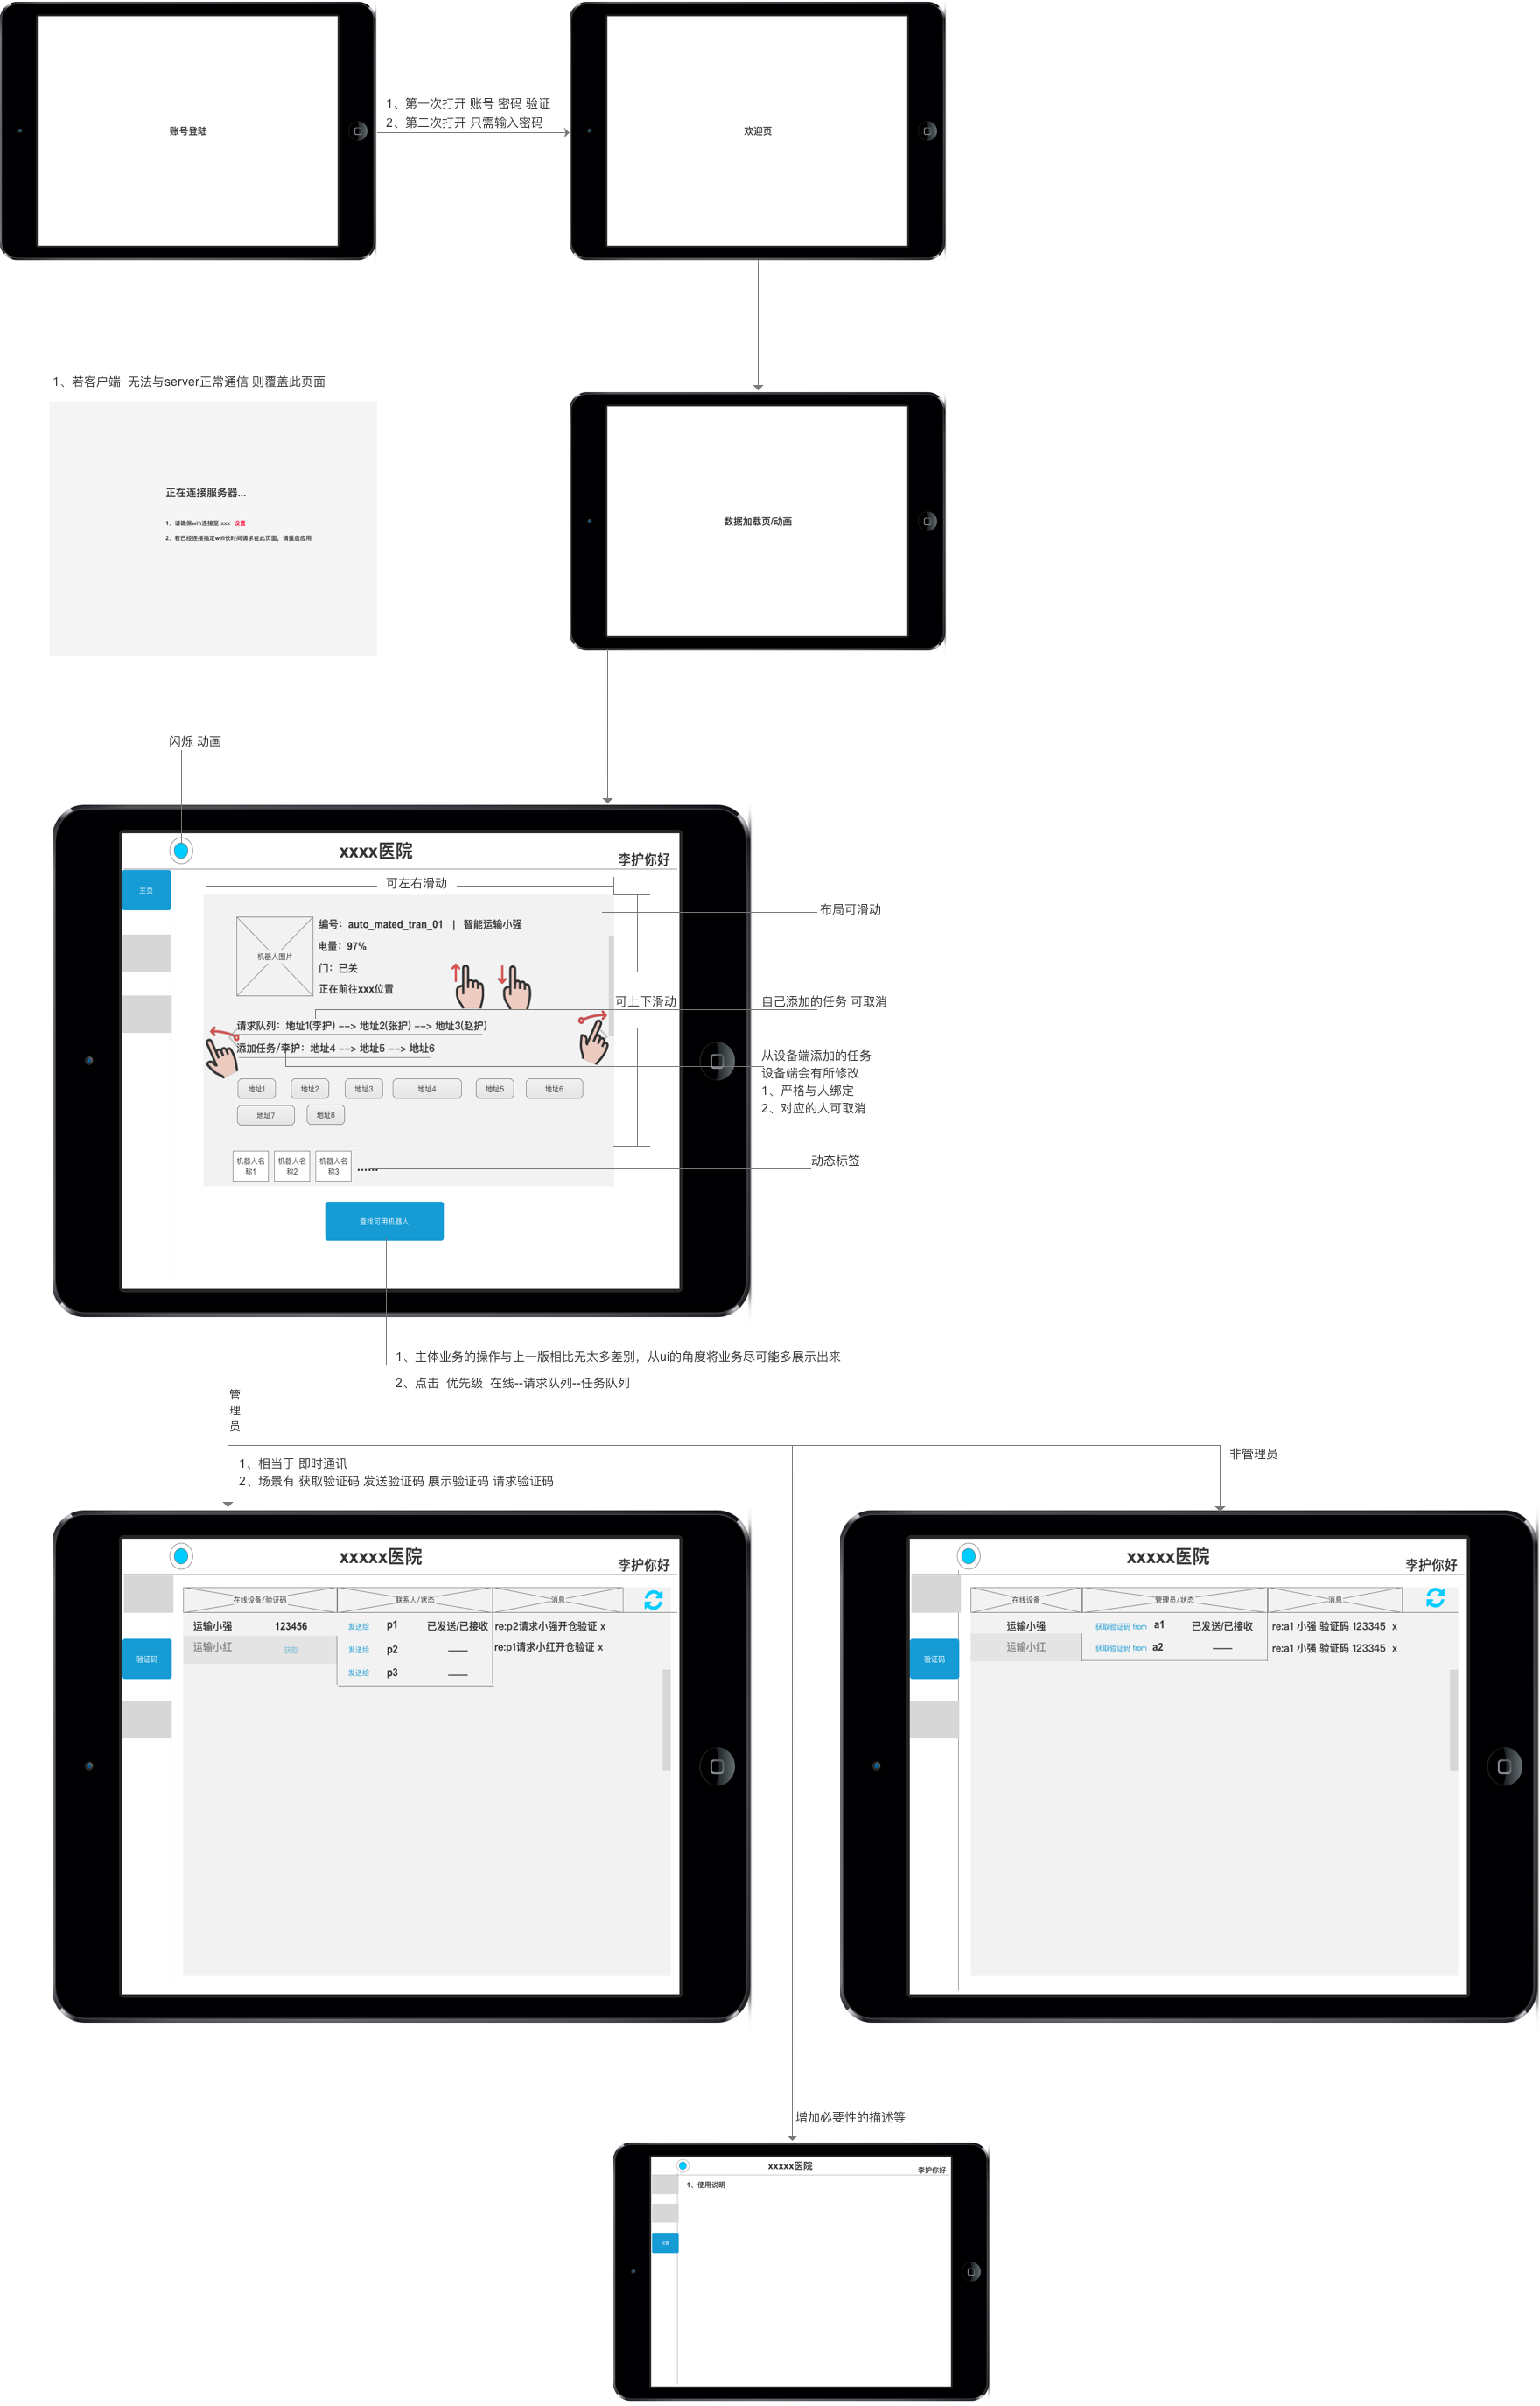 账号登陆
1、第一次打开 账号 密码 验证
2、第二次打开 只需输入密码
欢迎页
1、若客户端 无法与server正常通信 则覆盖此页面
正在连接服务器...
1、请确保wifi连接至 xxx 设置
2、若已经连接指定wifi长时间请求在此页面，请重启应用
数据加载页/动画
闪烁 动画
xxxx医院
李护你好
主页
可左右滑动
布局可滑动
机器人图片
编号：auto_mated_tran_01 | 智能运输小强
电量：97%
门：已关
正在前往xxx位置
可上下滑动
自己添加的任务 可取消
请求队列：地址1(李护) --> 地址2(张护) --> 地址3(赵护)
添加任务/李护：地址4 --> 地址5 --> 地址6
从设备端添加的任务
设备端会有所修改
1、严格与人绑定
2、对应的人可取消
地址1 地址2 地址3 地址4 地址5 地址6
地址7 地址8
机器人名称1 机器人名称2 机器人名称3 ......
动态标签
查找可用机器人
1、主体业务的操作与上一版相比无太多差别，从ui的角度将业务尽可能多展示出来
2、点击 优先级 在线--请求队列--任务队列
管理员
非管理员
1、相当于 即时通讯
2、场景有 获取验证码 发送验证码 展示验证码 请求验证码
xxxxx医院
李护你好
在线设备/验证码 联系人/状态 消息
运输小强 123456 发送给 p1 已发送/已接收 re:p2请求小强开仓验证 x
运输小红 获取 发送给 p2 —— re:p1请求小红开仓验证 x
发送给 p3 ——
验证码
xxxxx医院
李护你好
在线设备 管理员/状态 消息
运输小强 获取验证码 from a1 已发送/已接收 re:a1 小强 验证码 123345 x
运输小红 获取验证码 from a2 —— re:a1 小强 验证码 123345 x
验证码
增加必要性的描述等
xxxxx医院
李护你好
1、使用说明